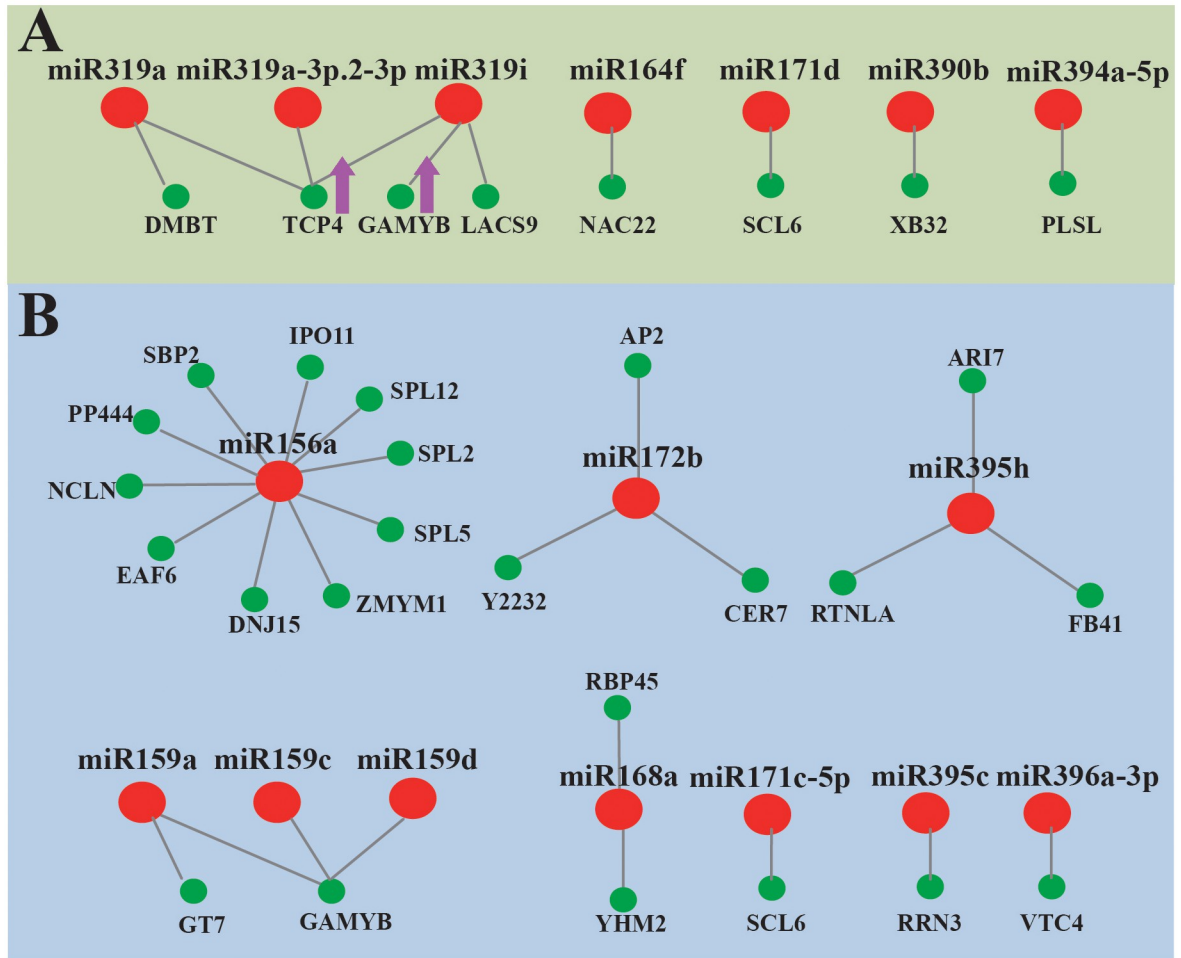 A
miR319a miR319a-3p.2-3p miR319i miR164f miR171d miR390b miR394a-5p
DMBT TCP4 GAMYB LACS9 NAC22 SCL6 XB32 PLSL
B
IPO11 AP2
SBP2 ARI7
SPL12
PP444
miR156a
SPL2 miR172b
miR395h
NCLN
SPL5
EAF6
Y2232
ZMYM1
CER7 RTNLA
DNJ15 FB41
RBP45
miR159a miR159c miR159d
miR168a miR171c-5p miR395c miR396a-3p
GT7 GAMYB YHM2 SCL6 RRN3 VTC4